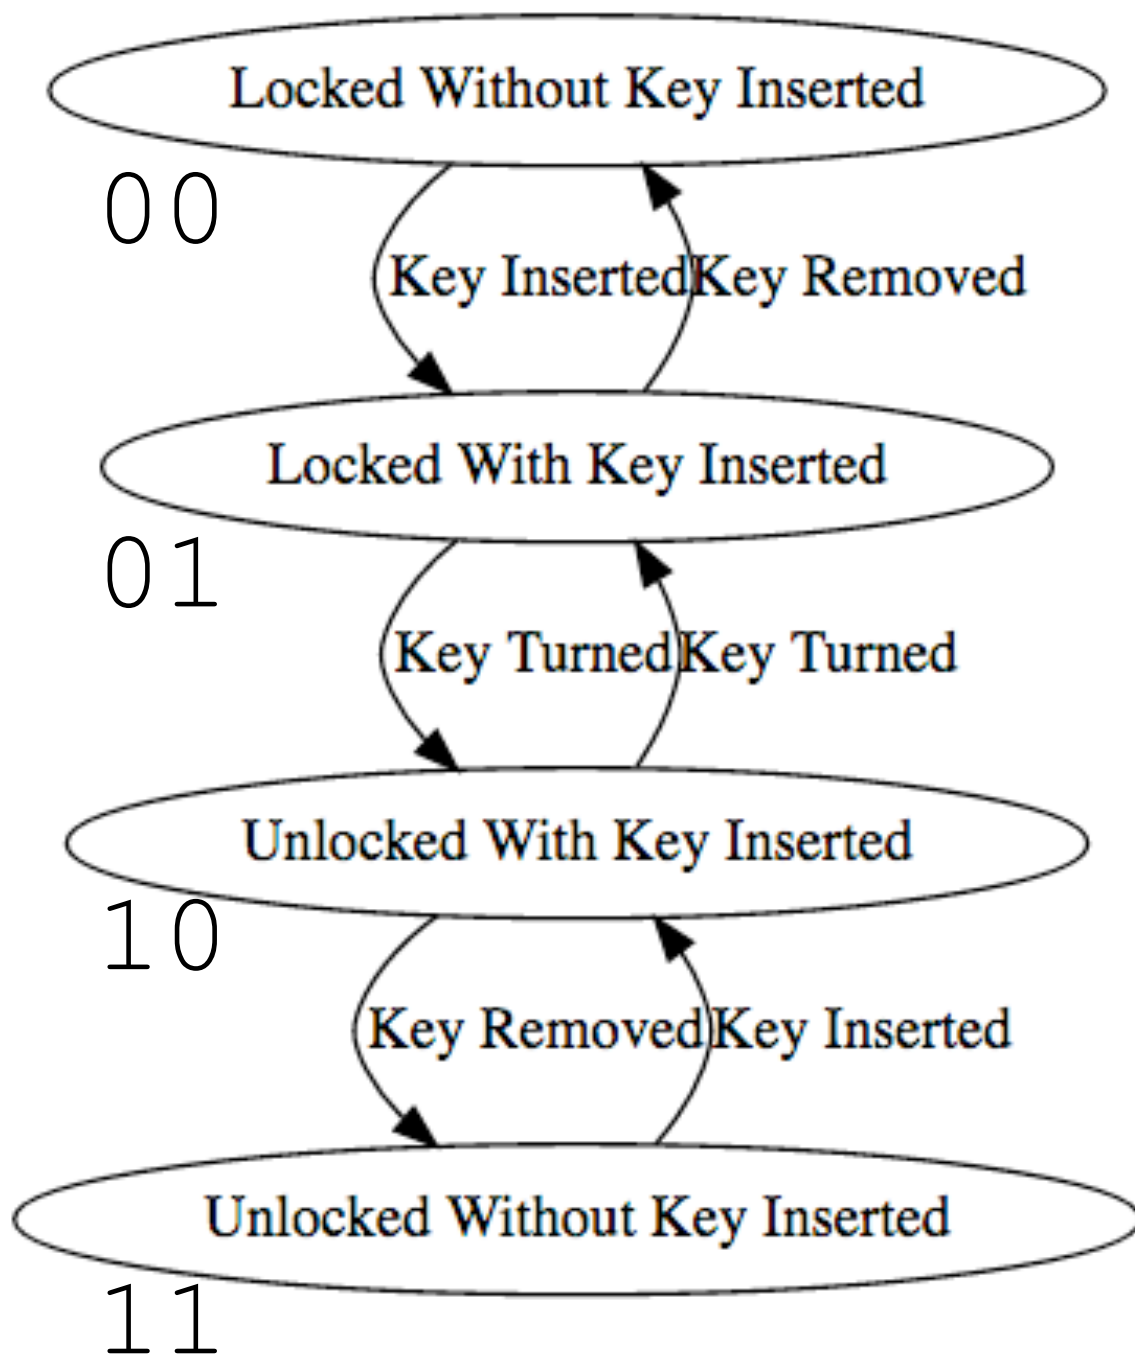 Locked Without Key Inserted
00
Key Inserted Key Removed
Locked With Key Inserted
01
Key Turned Key Turned
Unlocked With Key Inserted
10
Key Removed Key Inserted
Unlocked Without Key Inserted
11